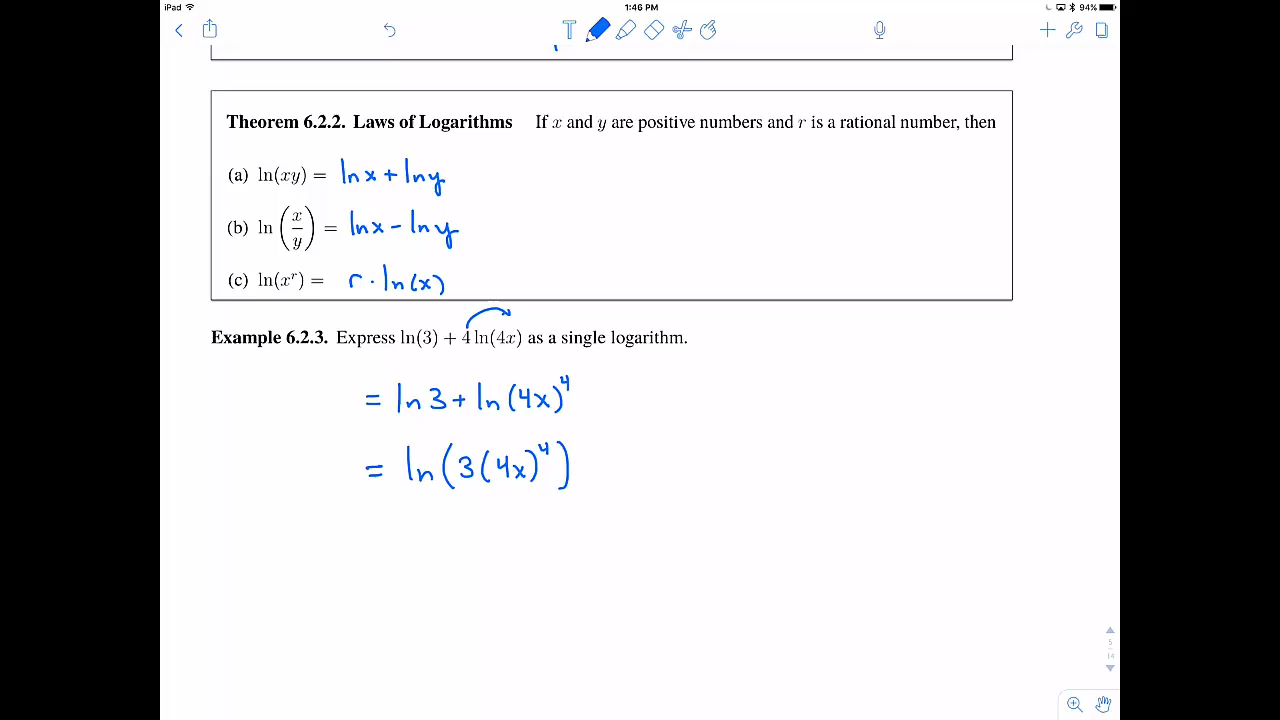 iPad 1:46 PM 94%
T
Theorem 6.2.2. Laws of Logarithms If x and y are positive numbers and r is a rational number, then
(a) ln(xy) = ln x + ln y
(b) ln(x/y) = ln x − ln y
(c) ln(x^r) = r · ln(x)
Example 6.2.3. Express ln(3) + 4 ln(4x) as a single logarithm.
= ln 3 + ln (4x)^4
= ln(3(4x)^4)
5
14